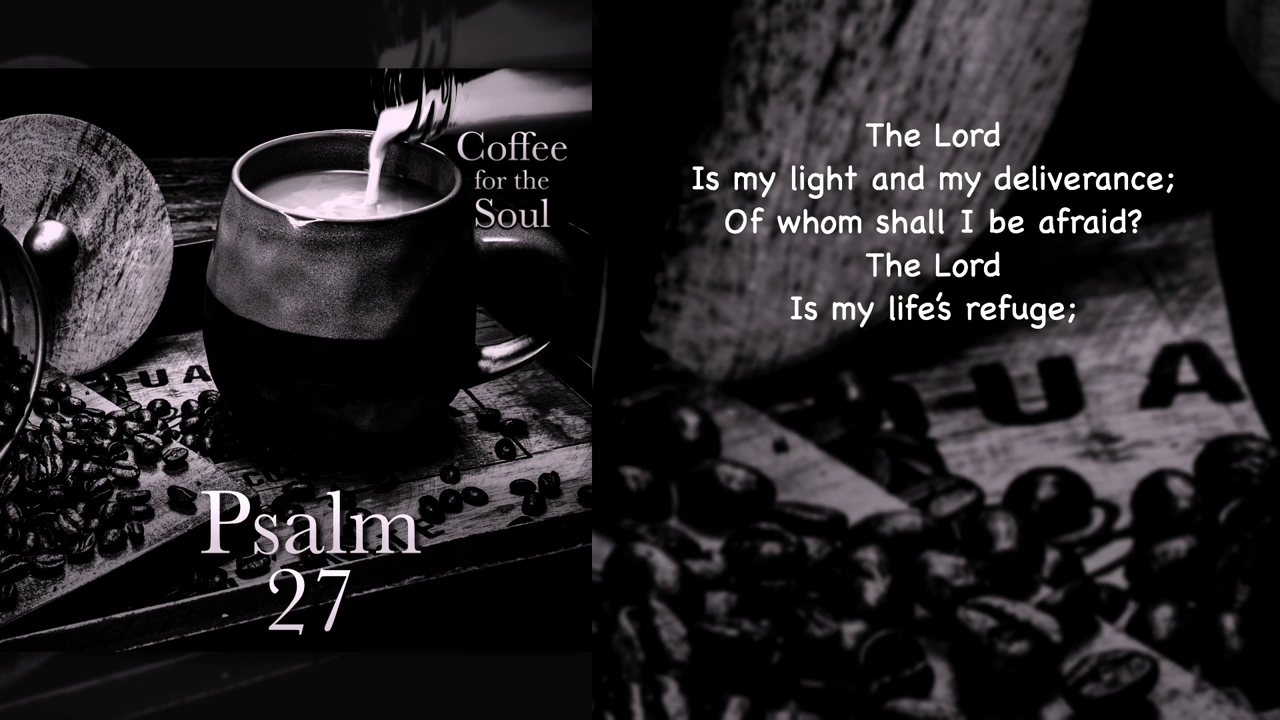 Coffee
for the
Soul
Psalm
27
The Lord
Is my light and my deliverance;
Of whom shall I be afraid?
The Lord
Is my life's refuge;
U A
U A